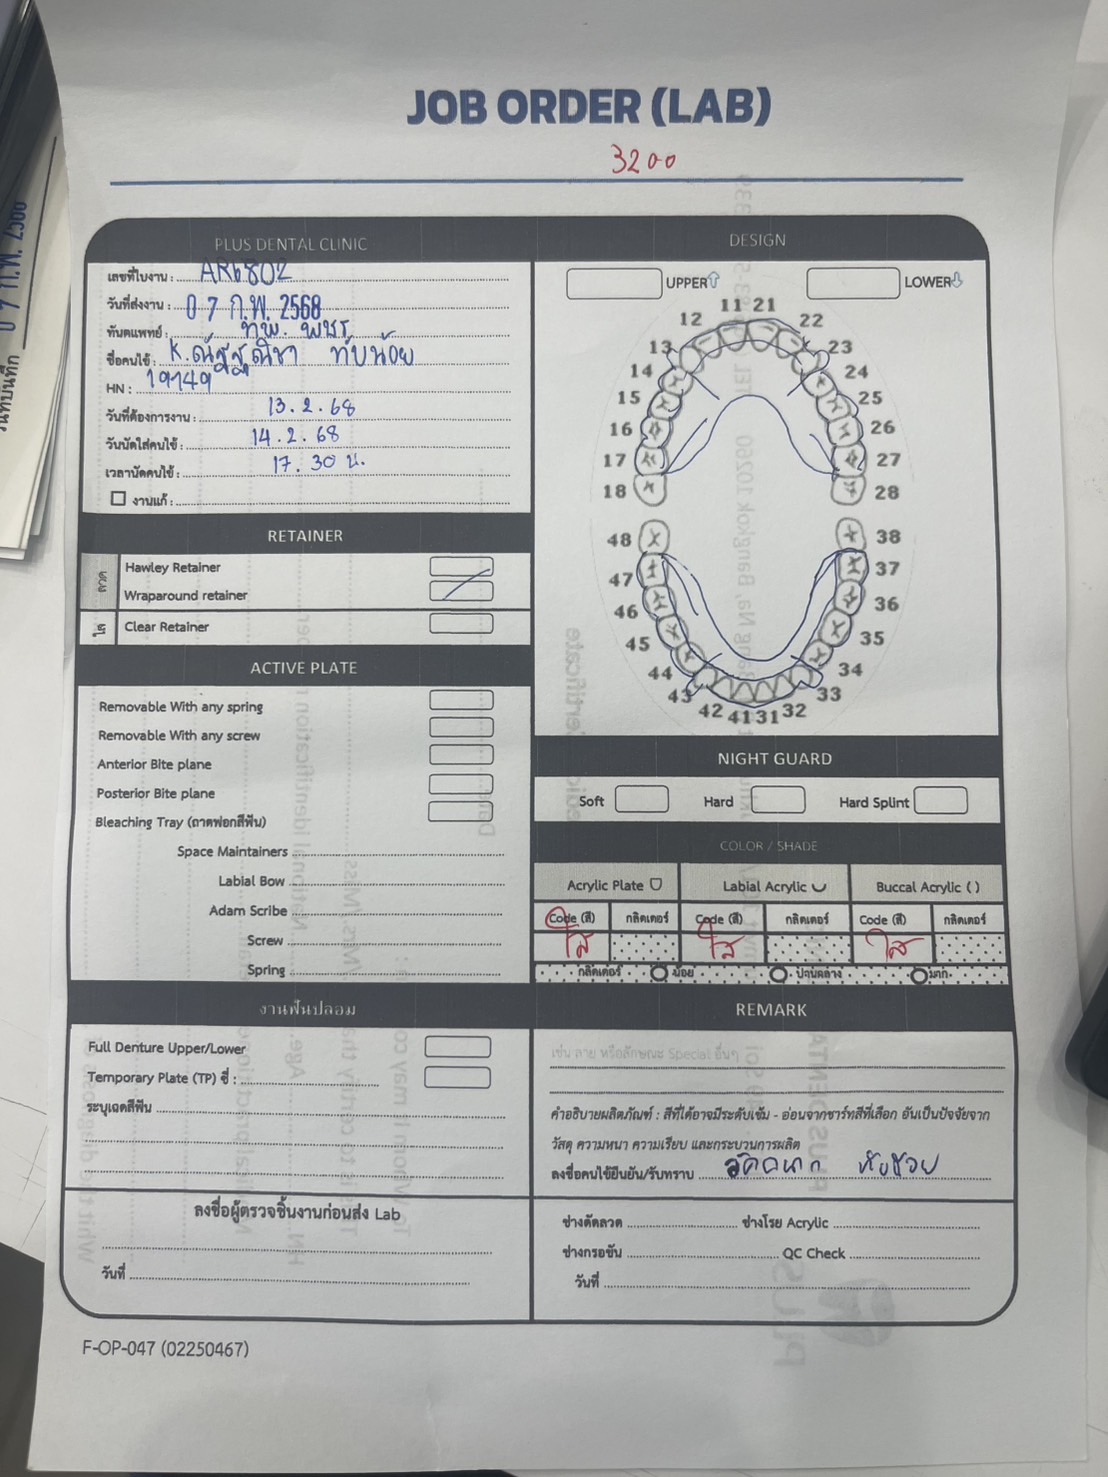 JOB ORDER (LAB)
3200
PLUS DENTAL CLINIC
เลขที่ใบงาน : AR6802
วันที่ส่งงาน : 07 ก.พ. 2568
ทันตแพทย์ : ทพ. พชร
ชื่อคนไข้ : K.ณัฐชูณิชา ทับน้อย
HN : 19149
วันที่ต้องการงาน : 13.2.68
วันนัดใส่คนไข้ : 14.2.68
เวลานัดคนไข้ : 17.30 น.
งานแก้ :
RETAINER
ลวด
Hawley Retainer
Wraparound retainer
ใส
Clear Retainer
ACTIVE PLATE
Removable With any spring
Removable With any screw
Anterior Bite plane
Posterior Bite plane
Bleaching Tray (ถาดฟอกสีฟัน)
Space Maintainers
Labial Bow
Adam Scribe
Screw
Spring
งานฟันปลอม
Full Denture Upper/Lower
Temporary Plate (TP) ซี่ :
ระบุเฉดสีฟัน
ลงชื่อผู้ตรวจชิ้นงานก่อนส่ง Lab
วันที่
DESIGN
UPPER LOWER
11 21
12 22
13 23
14 24
15 25
16 26
17 27
18 28
48 38
47 37
46 36
45 35
44 34
43 33
42 41 31 32
NIGHT GUARD
Soft Hard Hard Splint
COLOR / SHADE
Acrylic Plate Labial Acrylic Buccal Acrylic ( )
Code (สี) กลิตเตอร์ Code (สี) กลิตเตอร์ Code (สี) กลิตเตอร์
ใส ใส ใส
กลิตเตอร์ น้อย ปานกลาง มาก
REMARK
เช่น ลาย หรือลักษณะ Special อื่นๆ
คำอธิบายผลิตภัณฑ์ : สีที่ได้อาจมีระดับเข้ม - อ่อนจากชาร์ทสีที่เลือก อันเป็นปัจจัยจาก
วัสดุ ความหนา ความเรียบ และกระบวนการผลิต
ลงชื่อคนไข้ยืนยัน/รับทราบ
ช่างดัดลวด ช่างโรย Acrylic
ช่างกรอขัน QC Check
วันที่
F-OP-047 (02250467)